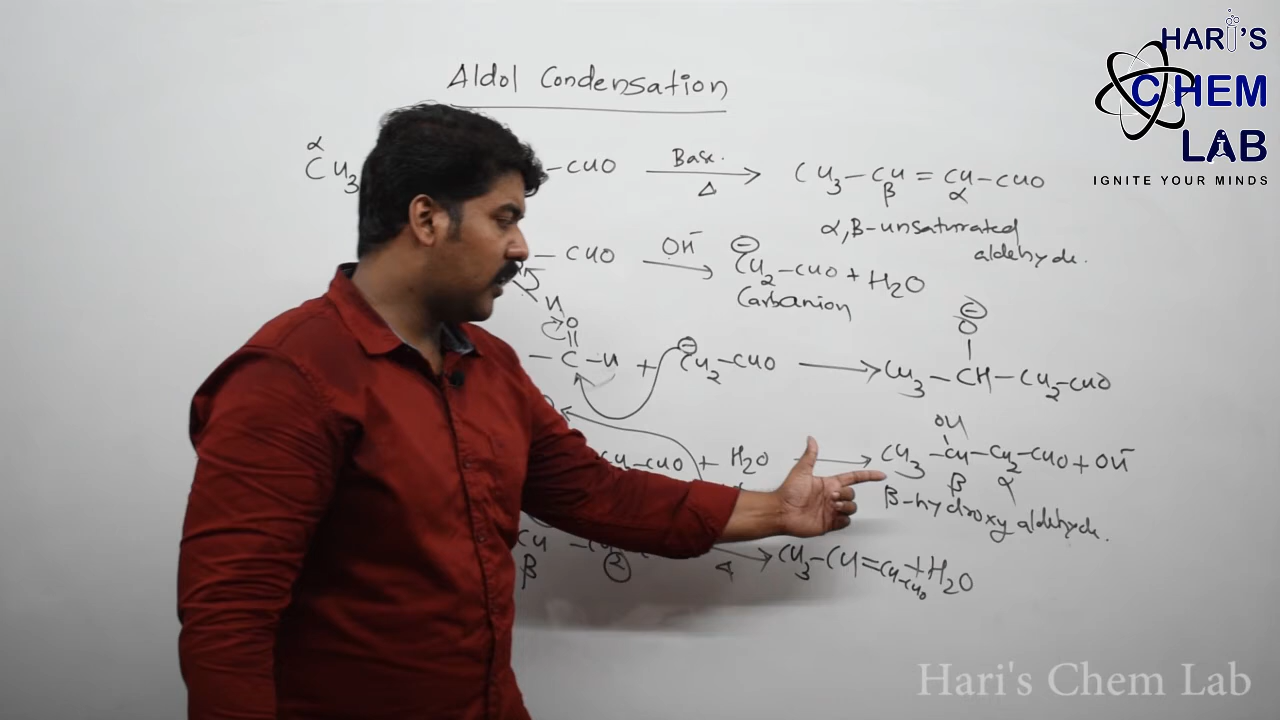 HARI'S
CHEM
LAB
IGNITE YOUR MINDS
Aldol Condensation
α
CH3 -CHO Base. Δ CH3-CH=CH-CHO
β α
α,β-unsaturated
aldehyde.
-CHO OH⁻ ⊖CH2-CHO + H2O
Carbanion
H
O ⊖
O
-C-H + ⊖CH2-CHO CH3-CH-CH2-CHO
OH
CH-CHO + H2O CH3-CH-CH2-CHO + OH⁻
β α
β-hydroxy aldehyde.
CH -CH2 Δ CH3-CH=CH-CHO + H2O
β
Hari's Chem Lab